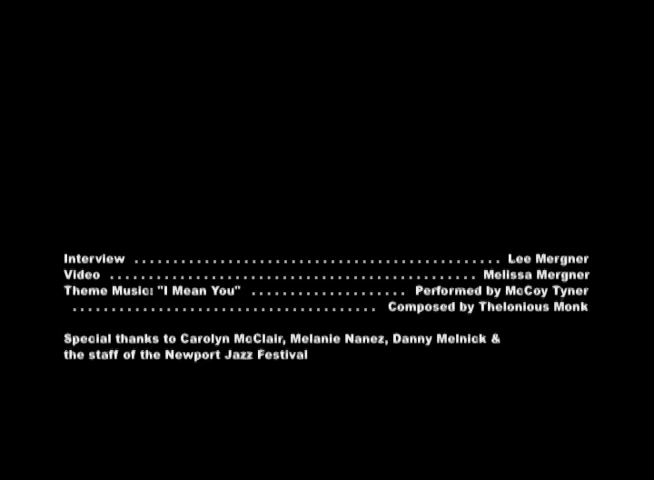 Interview ............................................... Lee Mergner
Video ............................................... Melissa Mergner
Theme Music: "I Mean You" .................... Performed by McCoy Tyner
....................................... Composed by Thelonious Monk
Special thanks to Carolyn McClair, Melanie Nanez, Danny Melnick &
the staff of the Newport Jazz Festival